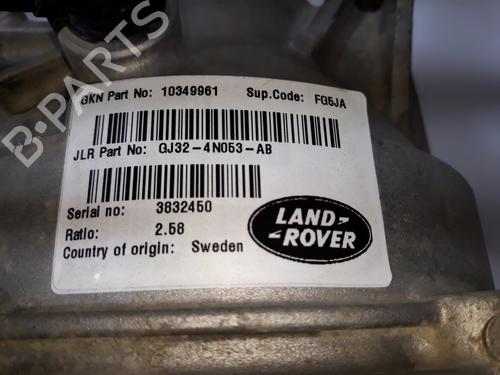 GKN Part No: 10349961 Sup.Code: FG5JA
JLR Part No: GJ32-4N053-AB
Serial no: 3832450
Ratio: 2.58
Country of origin: Sweden
LAND-
-ROVER
B-PARTS